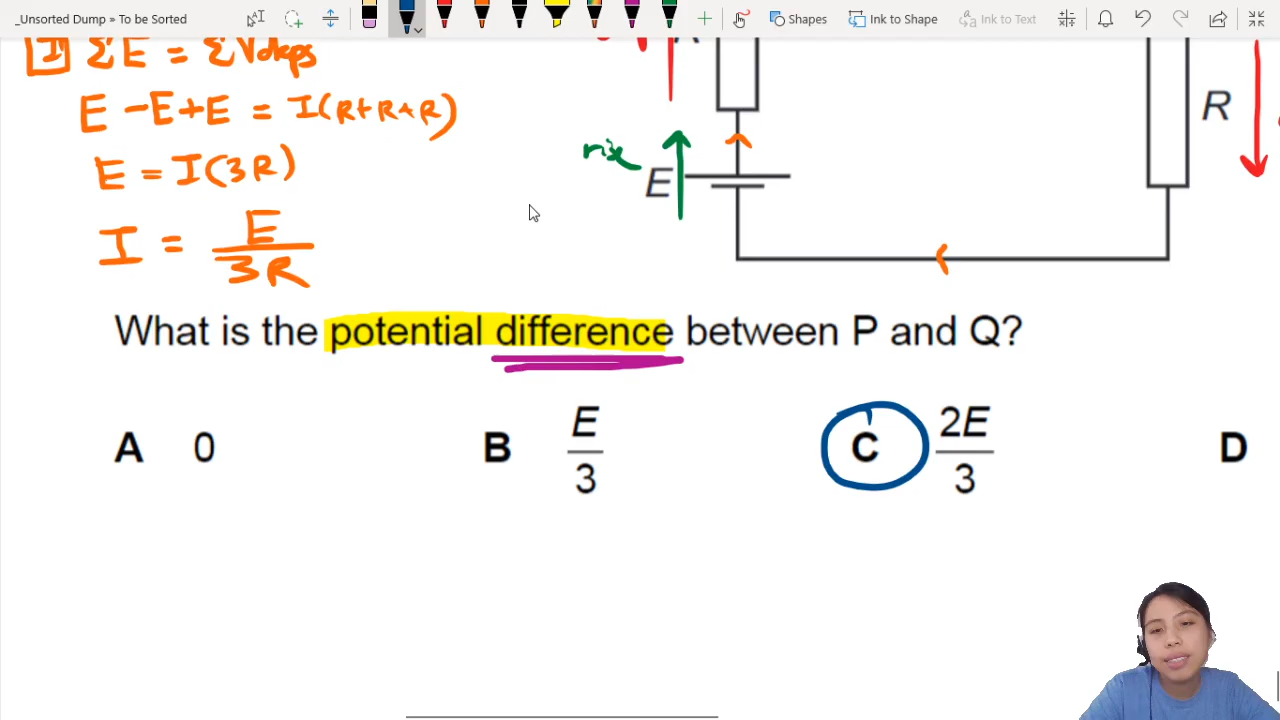 _Unsorted Dump » To be Sorted
Shapes
Ink to Shape
Ink to Text
I ΣE = ΣVdrops
E - E + E = I(R+R+R)
E = I(3R)
I = E/3R
rise
E
R
What is the potential difference between P and Q?
A 0 B E/3 C 2E/3 D